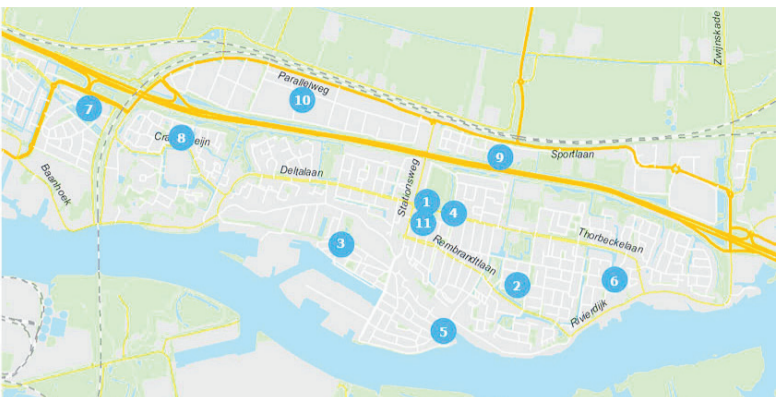 Zwijnskade
Parallelweg
7
10
8
9
Sportlaan
Baanhoek
Deltalaan
Stationsweg
1
4
11
3
Rembrandtlaan
Thorbeckelaan
2
6
Rivierdijk
5